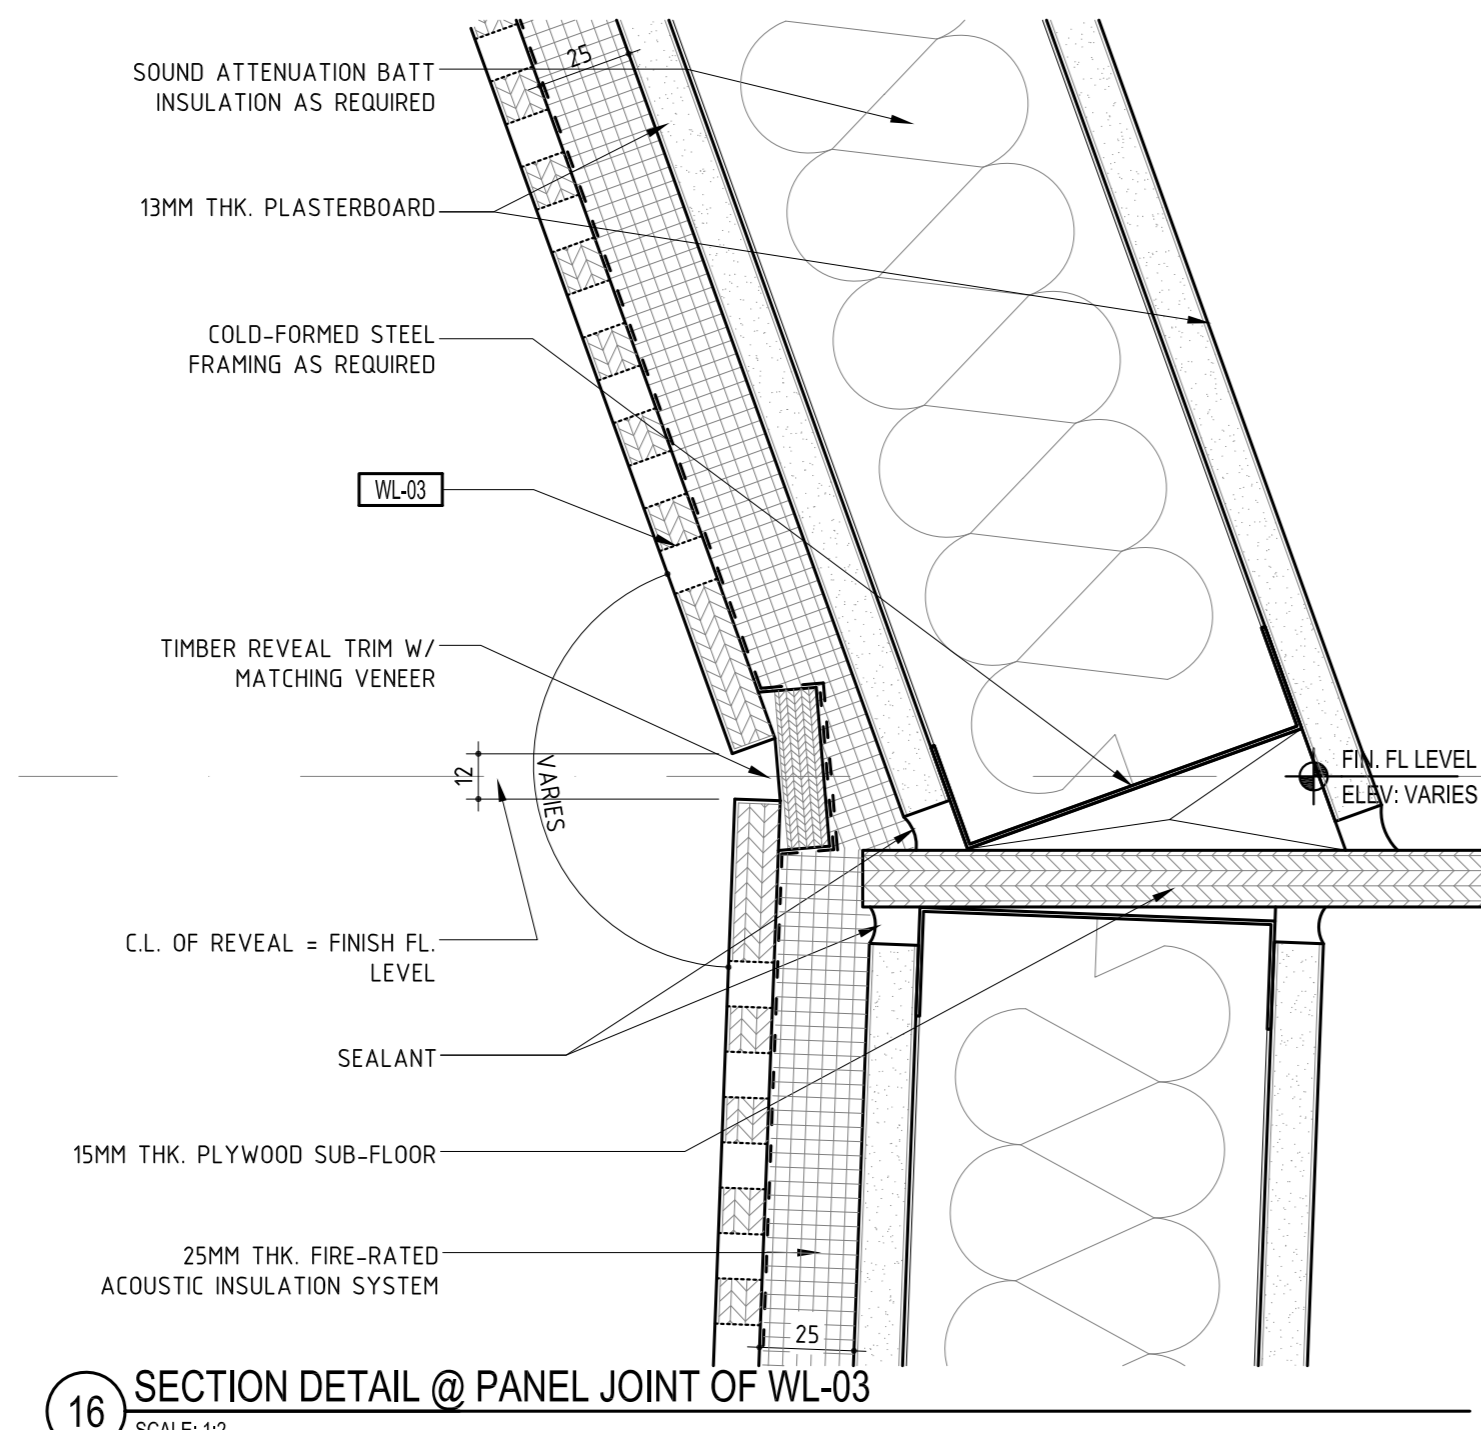 25
SOUND ATTENUATION BATT
INSULATION AS REQUIRED
13MM THK. PLASTERBOARD
COLD-FORMED STEEL
FRAMING AS REQUIRED
WL-03
TIMBER REVEAL TRIM W/
MATCHING VENEER
12
VARIES
FIN. FL LEVEL
ELEV: VARIES
C.L. OF REVEAL = FINISH FL.
LEVEL
SEALANT
15MM THK. PLYWOOD SUB-FLOOR
25MM THK. FIRE-RATED
ACOUSTIC INSULATION SYSTEM
25
16
SECTION DETAIL @ PANEL JOINT OF WL-03
SCALE: 1:2